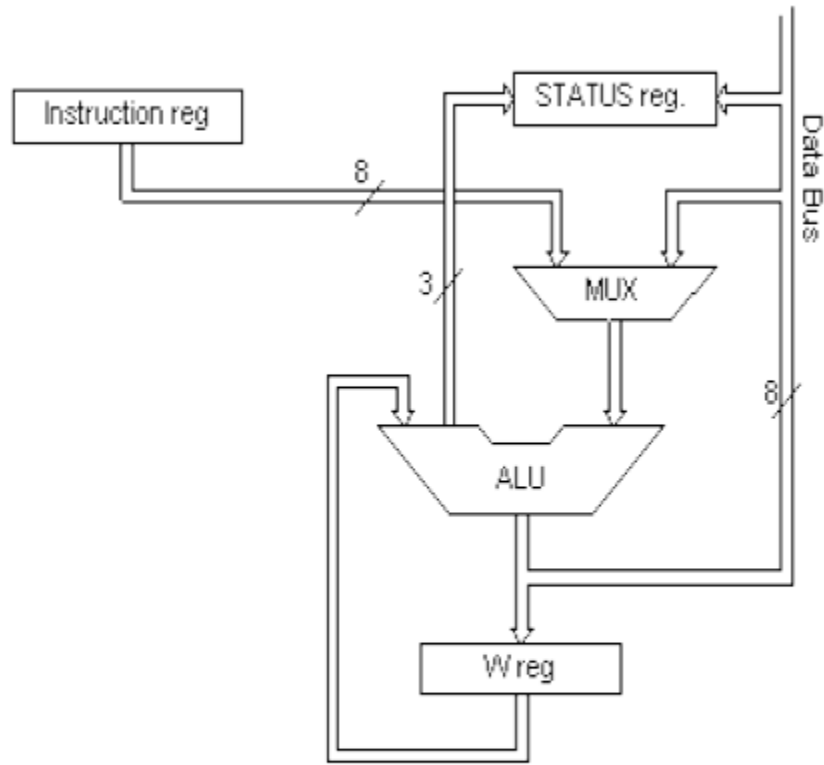 Instruction reg
STATUS reg.
Data Bus
8
3
MUX
8
ALU
W reg